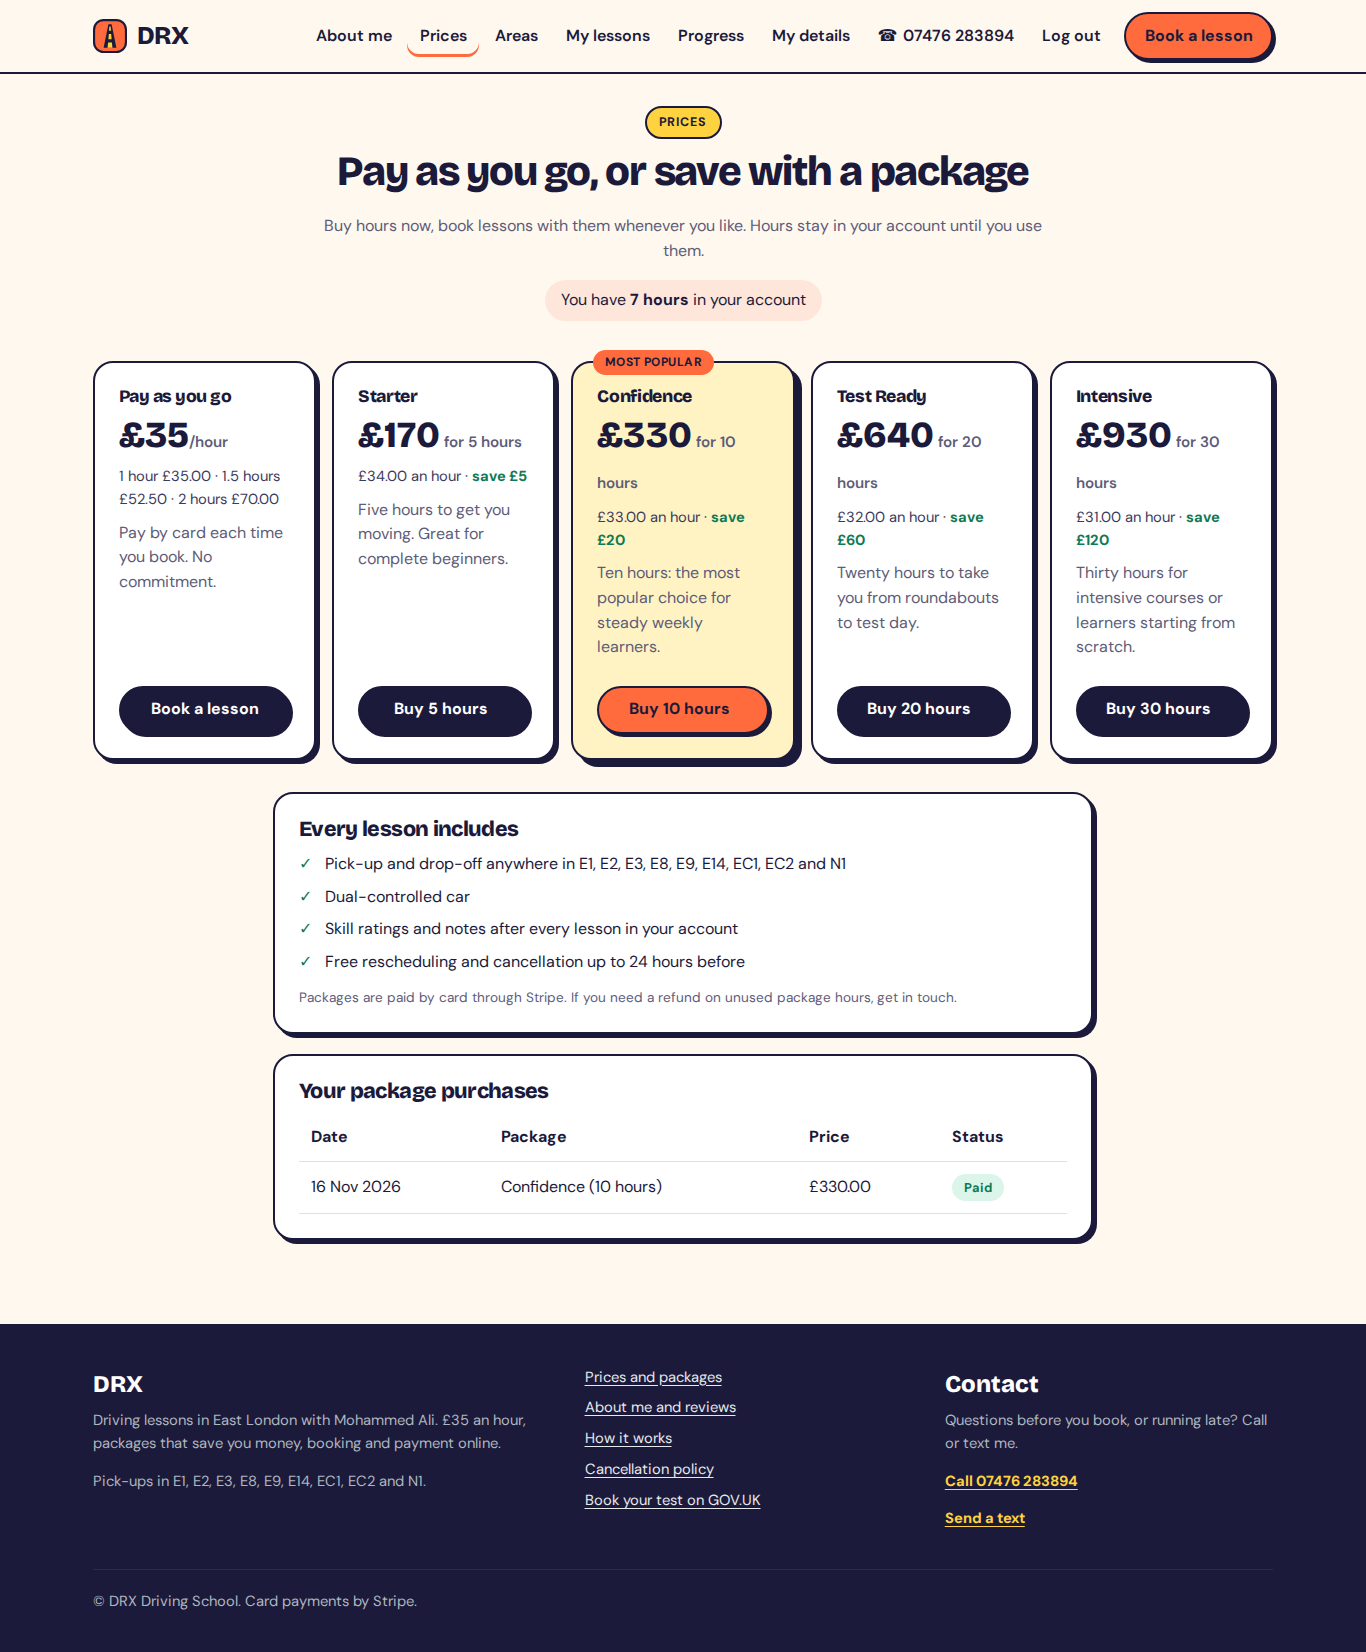 DRX
About me
Prices
Areas
My lessons
Progress
My details
☎ 07476 283894
Log out
Book a lesson
PRICES
Pay as you go, or save with a package
Buy hours now, book lessons with them whenever you like. Hours stay in your account until you use
them.
You have 7 hours in your account
Pay as you go
£35/hour
1 hour £35.00 · 1.5 hours
£52.50 · 2 hours £70.00
Pay by card each time
you book. No
commitment.
Book a lesson
Starter
£170 for 5 hours
£34.00 an hour · save £5
Five hours to get you
moving. Great for
complete beginners.
Buy 5 hours
MOST POPULAR
Confidence
£330 for 10
hours
£33.00 an hour · save
£20
Ten hours: the most
popular choice for
steady weekly
learners.
Buy 10 hours
Test Ready
£640 for 20
hours
£32.00 an hour · save
£60
Twenty hours to take
you from roundabouts
to test day.
Buy 20 hours
Intensive
£930 for 30
hours
£31.00 an hour · save
£120
Thirty hours for
intensive courses or
learners starting from
scratch.
Buy 30 hours
Every lesson includes
✓ Pick-up and drop-off anywhere in E1, E2, E3, E8, E9, E14, EC1, EC2 and N1
✓ Dual-controlled car
✓ Skill ratings and notes after every lesson in your account
✓ Free rescheduling and cancellation up to 24 hours before
Packages are paid by card through Stripe. If you need a refund on unused package hours, get in touch.
Your package purchases
Date Package Price Status
16 Nov 2026 Confidence (10 hours) £330.00 Paid
DRX
Driving lessons in East London with Mohammed Ali. £35 an hour,
packages that save you money, booking and payment online.
Pick-ups in E1, E2, E3, E8, E9, E14, EC1, EC2 and N1.
Prices and packages
About me and reviews
How it works
Cancellation policy
Book your test on GOV.UK
Contact
Questions before you book, or running late? Call
or text me.
Call 07476 283894
Send a text
© DRX Driving School. Card payments by Stripe.